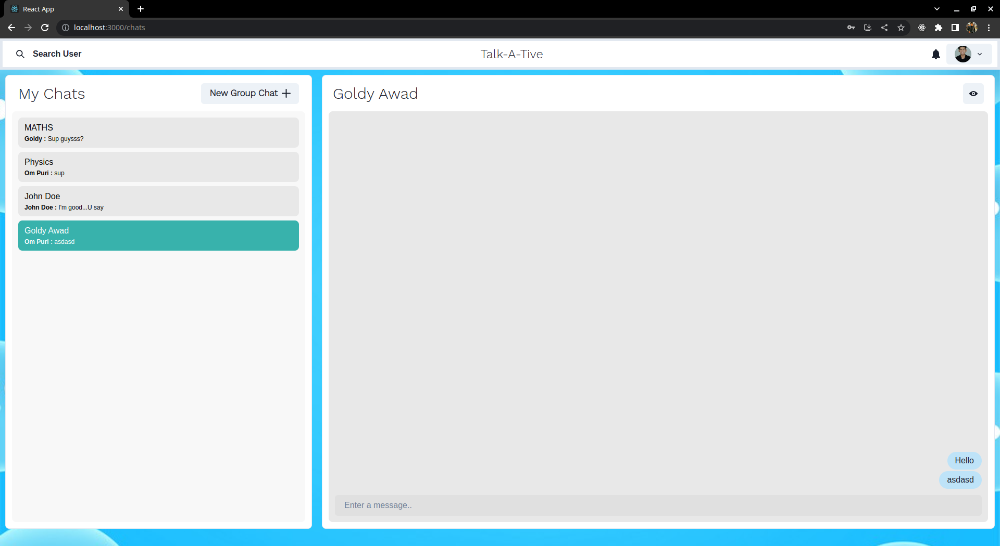 React App
localhost:3000/chats
Search User
Talk-A-Tive
My Chats
New Group Chat
MATHS
Goldy : Sup guysss?
Physics
Om Puri : sup
John Doe
John Doe : I'm good...U say
Goldy Awad
Om Puri : asdasd
Goldy Awad
Hello
asdasd
Enter a message..